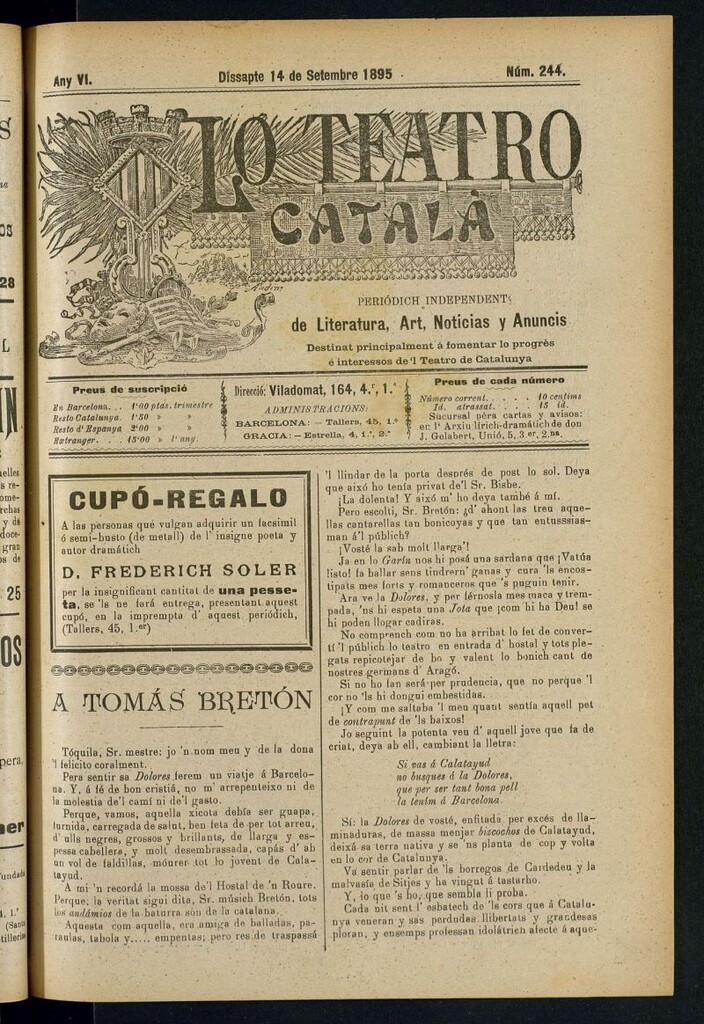 Any VI.
Dissapte 14 de Setembre 1895
Núm. 244.
LO TEATRO
CATALÀ
PERIÓDICH INDEPENDENT
de Literatura, Art, Noticias y Anuncis
Destinat principalment á fomentar lo progrés
é interessos de'l Teatro de Catalunya
Preus de suscripció
En Barcelona. . . 1'00 ptas. trimestre
Resto Catalunya. 1'50 » »
Resto d'Espanya 2'00 » »
Estranger. . . . 15'00 » l'any.
Direcció: Viladomat, 164, 4.r, 1.ª
ADMINISTRACIONS:
BARCELONA: – Tallers, 45, 1.º
GRACIA: – Estrella, 4, 1.º, 2.ª
Preus de cada número
Número corrent. . . . . 10 centims
Id. atrassat. . . . . 15 id.
Sucursal péra cartas y avisos:
en l'Arxiu lírich-dramátich de don
J. Gelabert, Unió, 5, 3.er, 2.na.
CUPÓ-REGALO
A las personas que vulgan adquirir un facsimil
ó semi-busto (de metall) de l'insigne poeta y
autor dramátich
D. FREDERICH SOLER
per la insignificant cantitat de una pesse-
ta, se 'ls ne fará entrega, presentant aquest
cupó, en la imprempta d' aquest periódich,
(Tallers, 45, 1.er)
A TOMÁS BRETÓN
Tóquila, Sr. mestre: jo 'n nom meu y de la dona
'l felicito coralment.
Pera sentir sa Dolores ferem un viatje á Barcelo-
na. Y, á fé de bon cristiá, no m' arrepenteixo ni de
la molestia de'l camí ni de'l gasto.
Perque, vamos, aquella xicota debía ser guapa,
furnida, carregada de salut, ben feta de per tot arreu,
d' ulls negres, grossos y brillants, de llarga y es-
pessa cabellera, y molt desembrassada, capás d' ab
un vol de faldillas, móurer tot lo jovent de Cala-
tayud.
A mí 'n recordá la mossa de'l Hostal de 'n Roure.
Perque, la veritat sigui dita, Sr. músich Bretón, tots
los andámios de la baturra són de la catalana.
Aquesta com aquella, era amiga de balladas, pa-
raulas, tabola y..... empentas; pero res de traspassá
'l llindar de la porta després de post lo sol. Deya
que aixó ho tenía privat de'l Sr. Bisbe.
¡La dolenta! Y aixó m' ho deya també á mí.
Pero escolti, Sr. Bretón: ¿d' ahont las treu aque-
llas cantarellas tan bonicoyas y que tan entussias-
man á'l públich?
¡Vosté la sab molt llarga'!
Ja en lo Garín nos hi posá una sardana que ¡Vatúa
listo! fa ballar sens tindrern' ganas y cura 'ls encos-
tipats mes forts y romanceros que 's puguin tenir.
Ara ve la Dolores, y per férnosla mes maca y trem-
pada, 'ns hi espeta una Jota que ¡com hi ha Deu! se
hi poden llogar cadiras.
No comprench com no ha arribat lo fet de conver-
tí 'l públich lo teatro en entrada d' hostal y tots ple-
gats repicotejar de bo y valent lo bonich cant de
nostres germans d' Aragó.
Si no ho fan será per prudencia, que no perque 'l
cor no 'ls hi dongui embestidas.
¡Y com me saltaba 'l meu quant sentía aquell pet
de contrapunt de 'ls baixos!
Jo seguint la potenta veu d' aquell jove que fa de
criat, deya ab ell, cambiant la lletra:
Si vas á Calatayud
no busques á la Dolores,
que per ser tant bona pell
la tením á Barcelona.
Sí: la Dolores de vosté, enfitada per excés de lla-
minaduras, de massa menjar biscochos de Calatayud,
deixá sa terra nativa y se 'ns planta de cop y volta
en lo cor de Catalunya.
Va sentir parlar de 'ls borregos de Cardedeu y la
malvasía de Sitjes y ha vingut á tastarho.
Y, lo que 's ho, que sembla li proba.
Cada nit sent l' esbatech de 'ls cors que á Catalu-
nya veneran y sas perdudas llibertats y grandesas
ploran, y ensemps professan idolátrich afecte á aque-